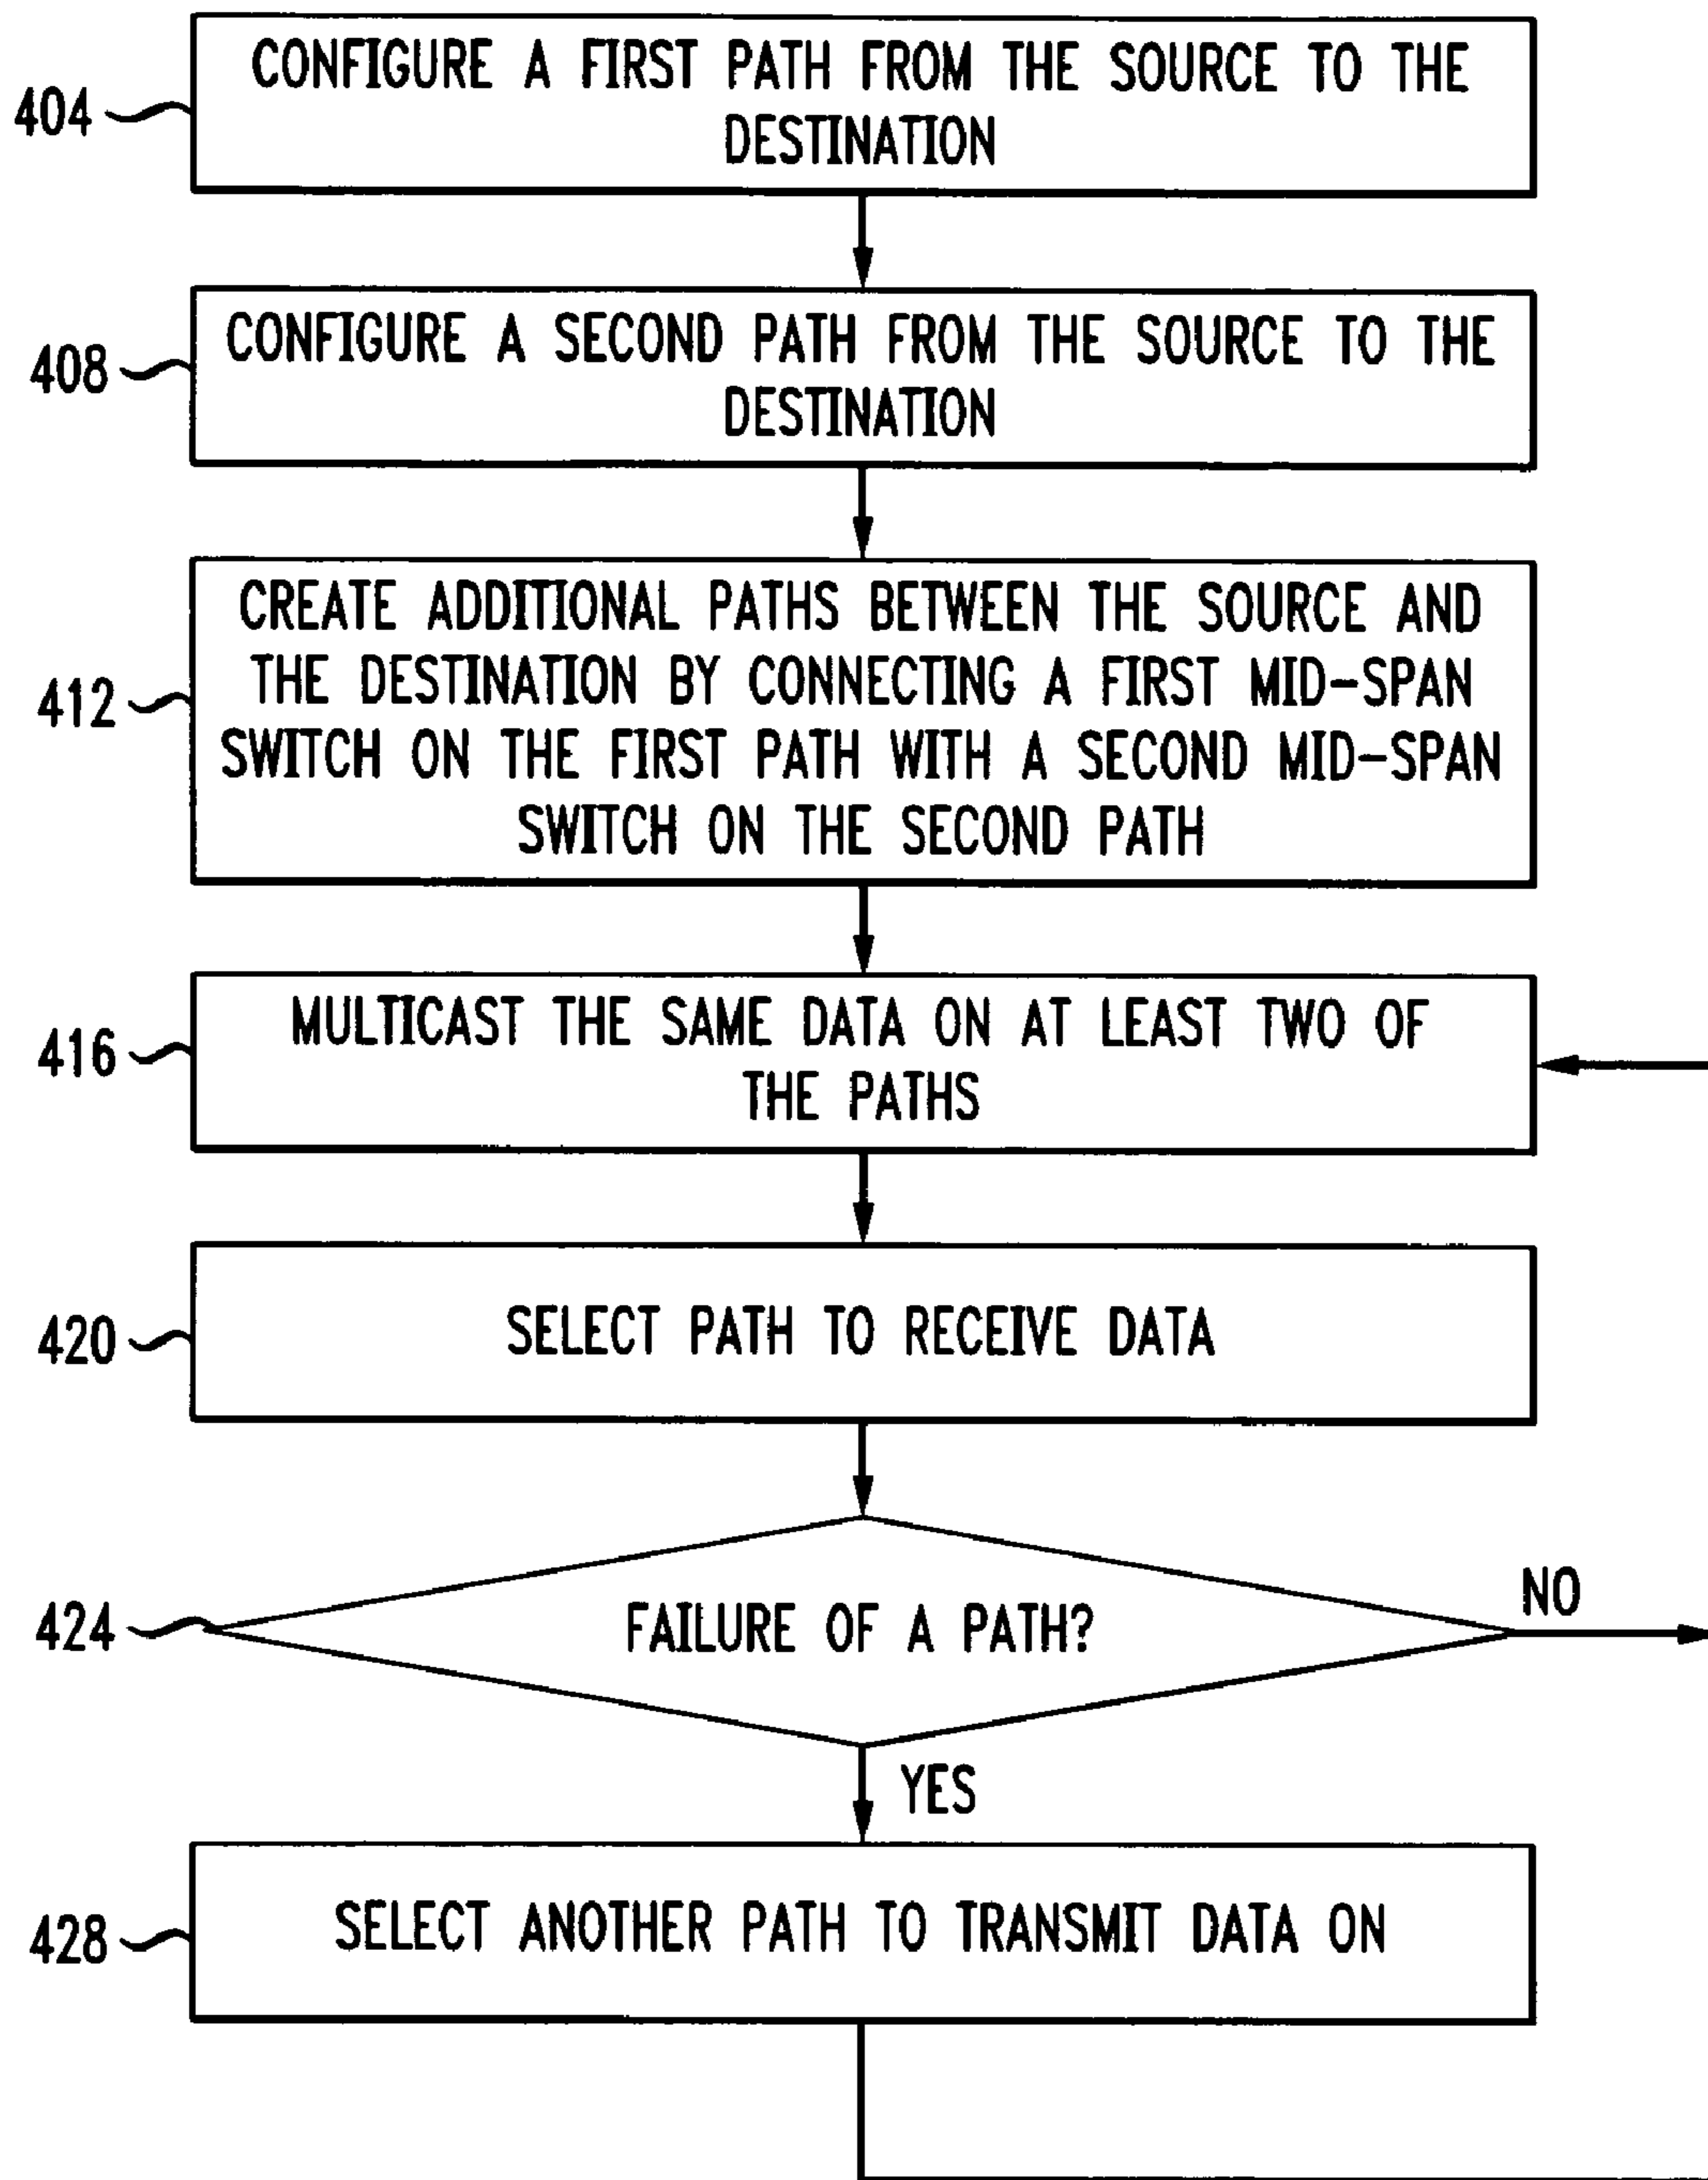 CONFIGURE A FIRST PATH FROM THE SOURCE TO THE
DESTINATION
404
CONFIGURE A SECOND PATH FROM THE SOURCE TO THE
DESTINATION
408
CREATE ADDITIONAL PATHS BETWEEN THE SOURCE AND
THE DESTINATION BY CONNECTING A FIRST MID-SPAN
SWITCH ON THE FIRST PATH WITH A SECOND MID-SPAN
SWITCH ON THE SECOND PATH
412
MULTICAST THE SAME DATA ON AT LEAST TWO OF
THE PATHS
416
SELECT PATH TO RECEIVE DATA
420
FAILURE OF A PATH?
424
NO
YES
SELECT ANOTHER PATH TO TRANSMIT DATA ON
428